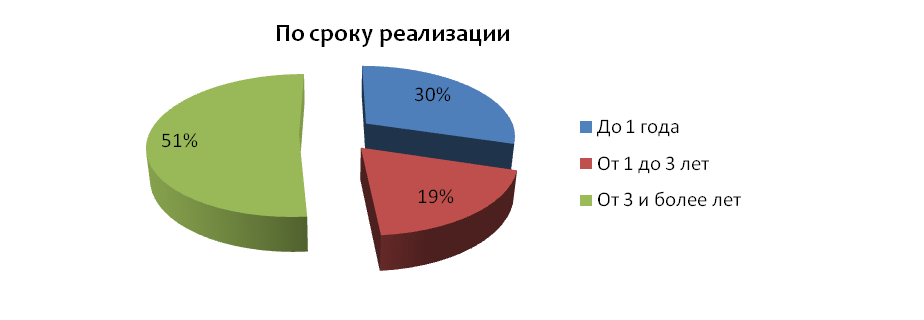 По сроку реализации
30%
51%
19%
До 1 года
От 1 до 3 лет
От 3 и более лет